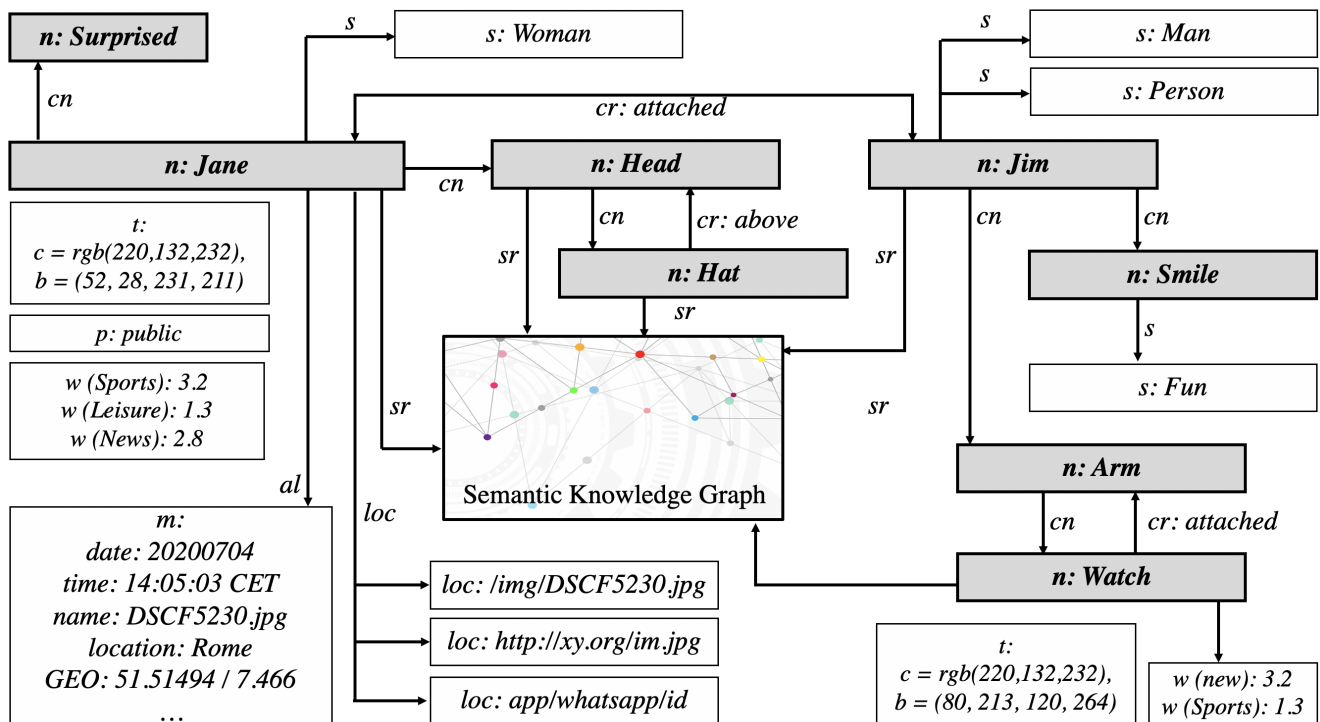 n: Surprised
s
s: Woman
s
s: Man
s
s: Person
cn
cr: attached
n: Jane
cn
n: Head
n: Jim
t:
c = rgb(220,132,232),
b = (52, 28, 231, 211)
sr
cn
cr: above
sr
cn
cn
n: Hat
n: Smile
p: public
sr
s
w (Sports): 3.2
w (Leisure): 1.3
w (News): 2.8
sr
sr
s: Fun
Semantic Knowledge Graph
n: Arm
al
loc
cn
cr: attached
m:
date: 20200704
time: 14:05:03 CET
name: DSCF5230.jpg
location: Rome
GEO: 51.51494 / 7.466
…
loc: /img/DSCF5230.jpg
loc: http://xy.org/im.jpg
loc: app/whatsapp/id
n: Watch
t:
c = rgb(220,132,232),
b = (80, 213, 120, 264)
w (new): 3.2
w (Sports): 1.3